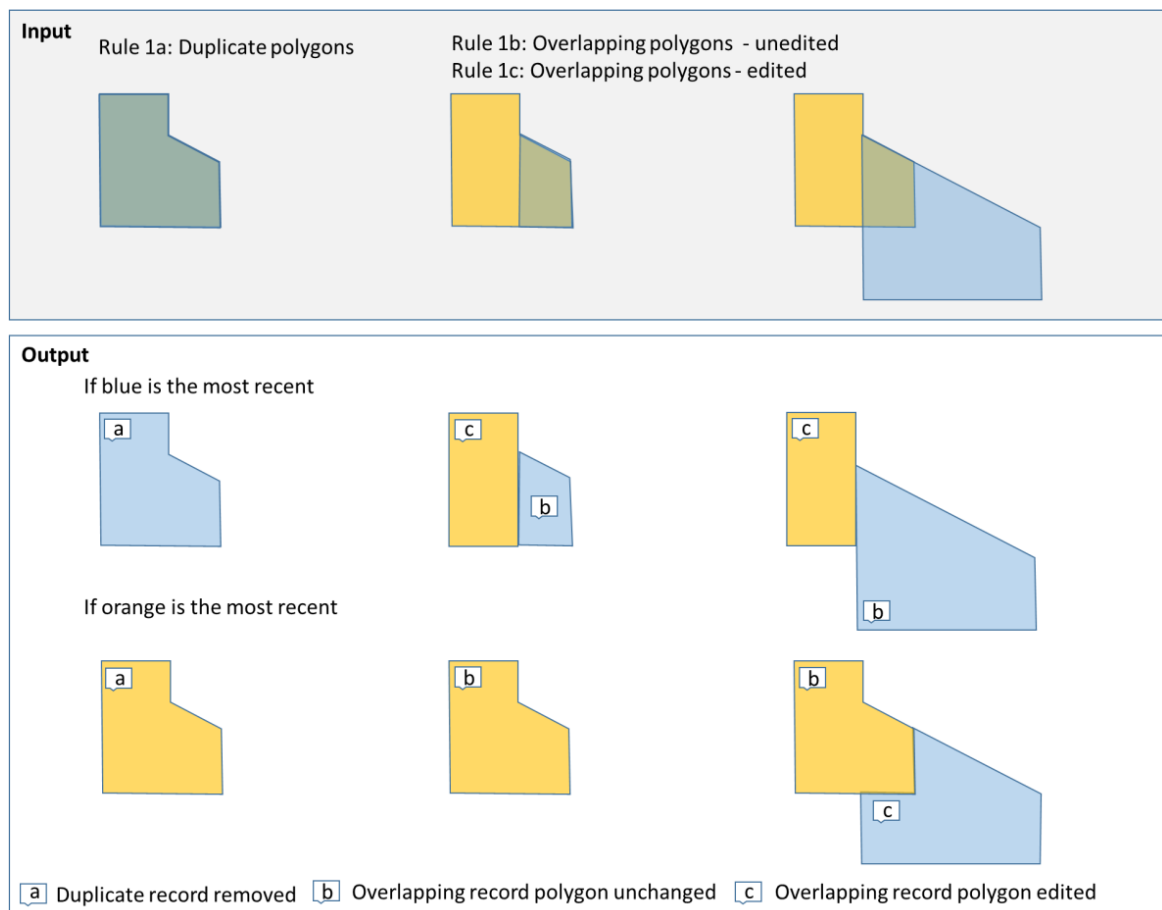 Input
Rule 1a: Duplicate polygons
Rule 1b: Overlapping polygons - unedited
Rule 1c: Overlapping polygons - edited
Output
If blue is the most recent
a
c
b
c
b
If orange is the most recent
a
b
b
c
a Duplicate record removed b Overlapping record polygon unchanged c Overlapping record polygon edited